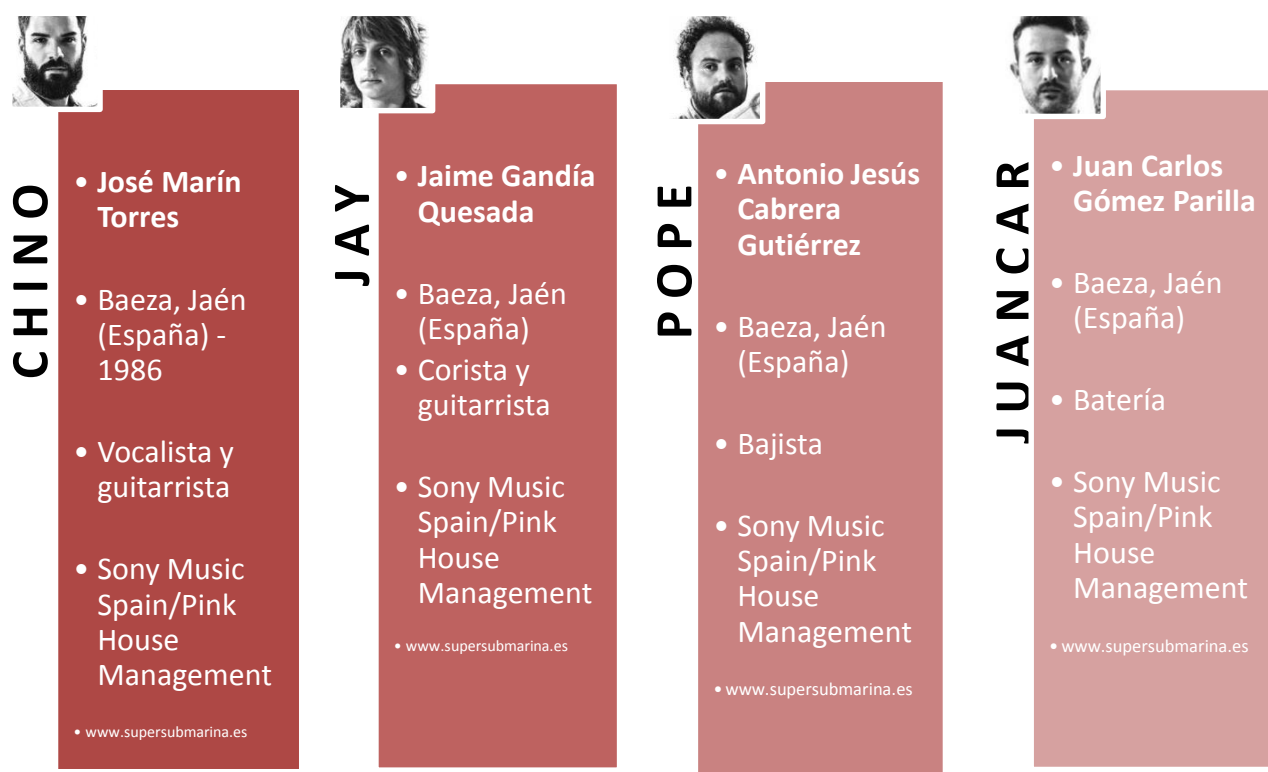 CHINO
• José Marín
Torres
• Baeza, Jaén
(España) -
1986
• Vocalista y
guitarrista
• Sony Music
Spain/Pink
House
Management
• www.supersubmarina.es
JAY
• Jaime Gandía
Quesada
• Baeza, Jaén
(España)
• Corista y
guitarrista
• Sony Music
Spain/Pink
House
Management
• www.supersubmarina.es
POPE
• Antonio Jesús
Cabrera
Gutiérrez
• Baeza, Jaén
(España)
• Bajista
• Sony Music
Spain/Pink
House
Management
• www.supersubmarina.es
JUANCAR
• Juan Carlos
Gómez Parilla
• Baeza, Jaén
(España)
• Batería
• Sony Music
Spain/Pink
House
Management
• www.supersubmarina.es